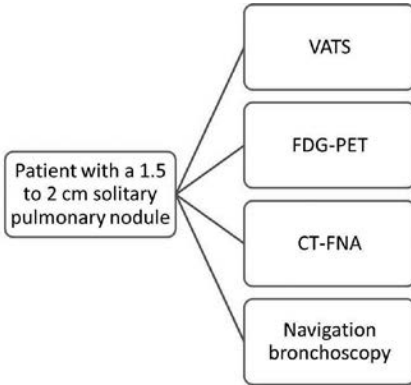 VATS
FDG-PET
Patient with a 1.5
to 2 cm solitary
pulmonary nodule
CT-FNA
Navigation
bronchoscopy